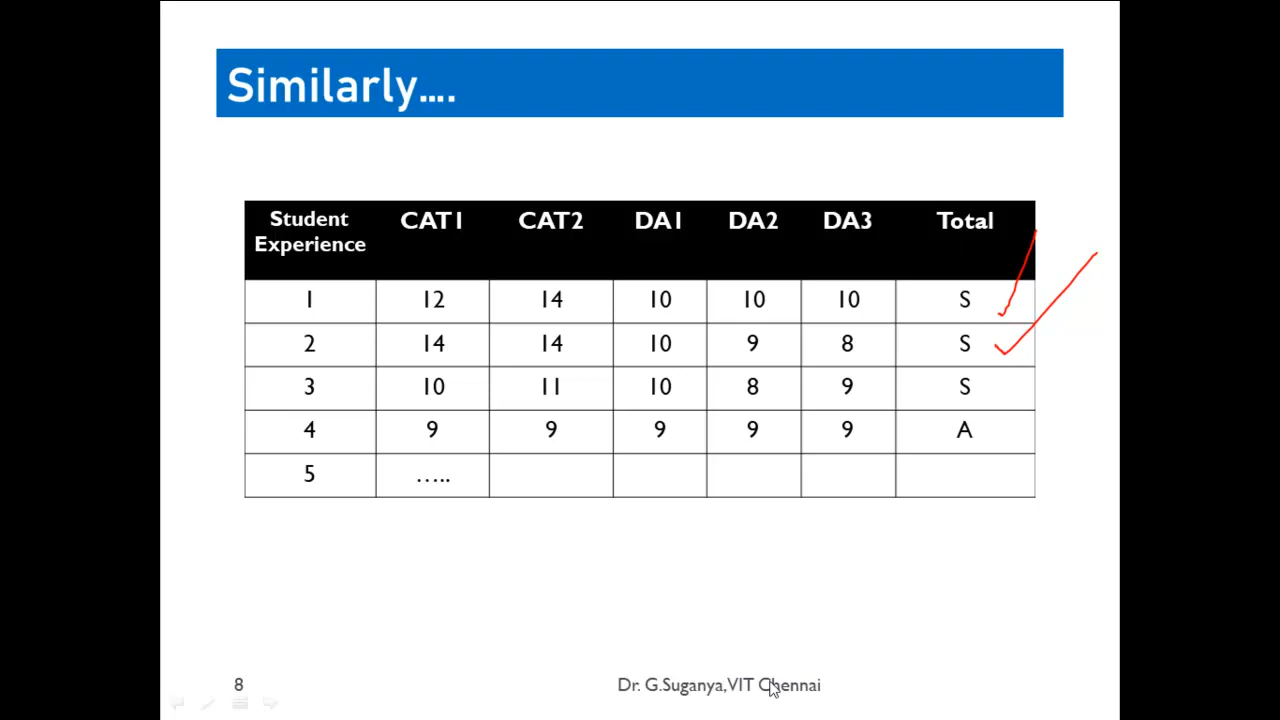 Similarly....
Student Experience CAT1 CAT2 DA1 DA2 DA3 Total
1 12 14 10 10 10 S
2 14 14 10 9 8 S
3 10 11 10 8 9 S
4 9 9 9 9 9 A
5 .....
8 Dr. G.Suganya,VIT Chennai